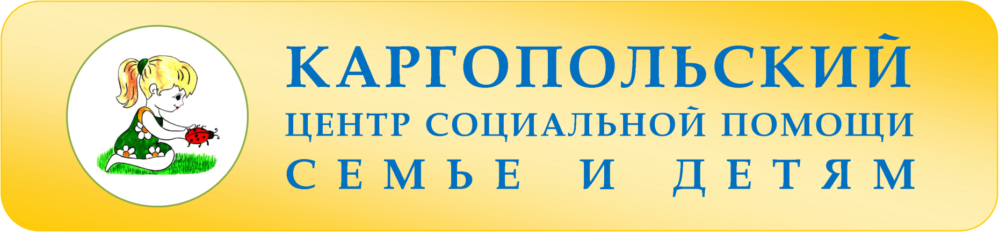 КАРГОПОЛЬСКИЙ
ЦЕНТР СОЦИАЛЬНОЙ ПОМОЩИ
СЕМЬЕ И ДЕТЯМ